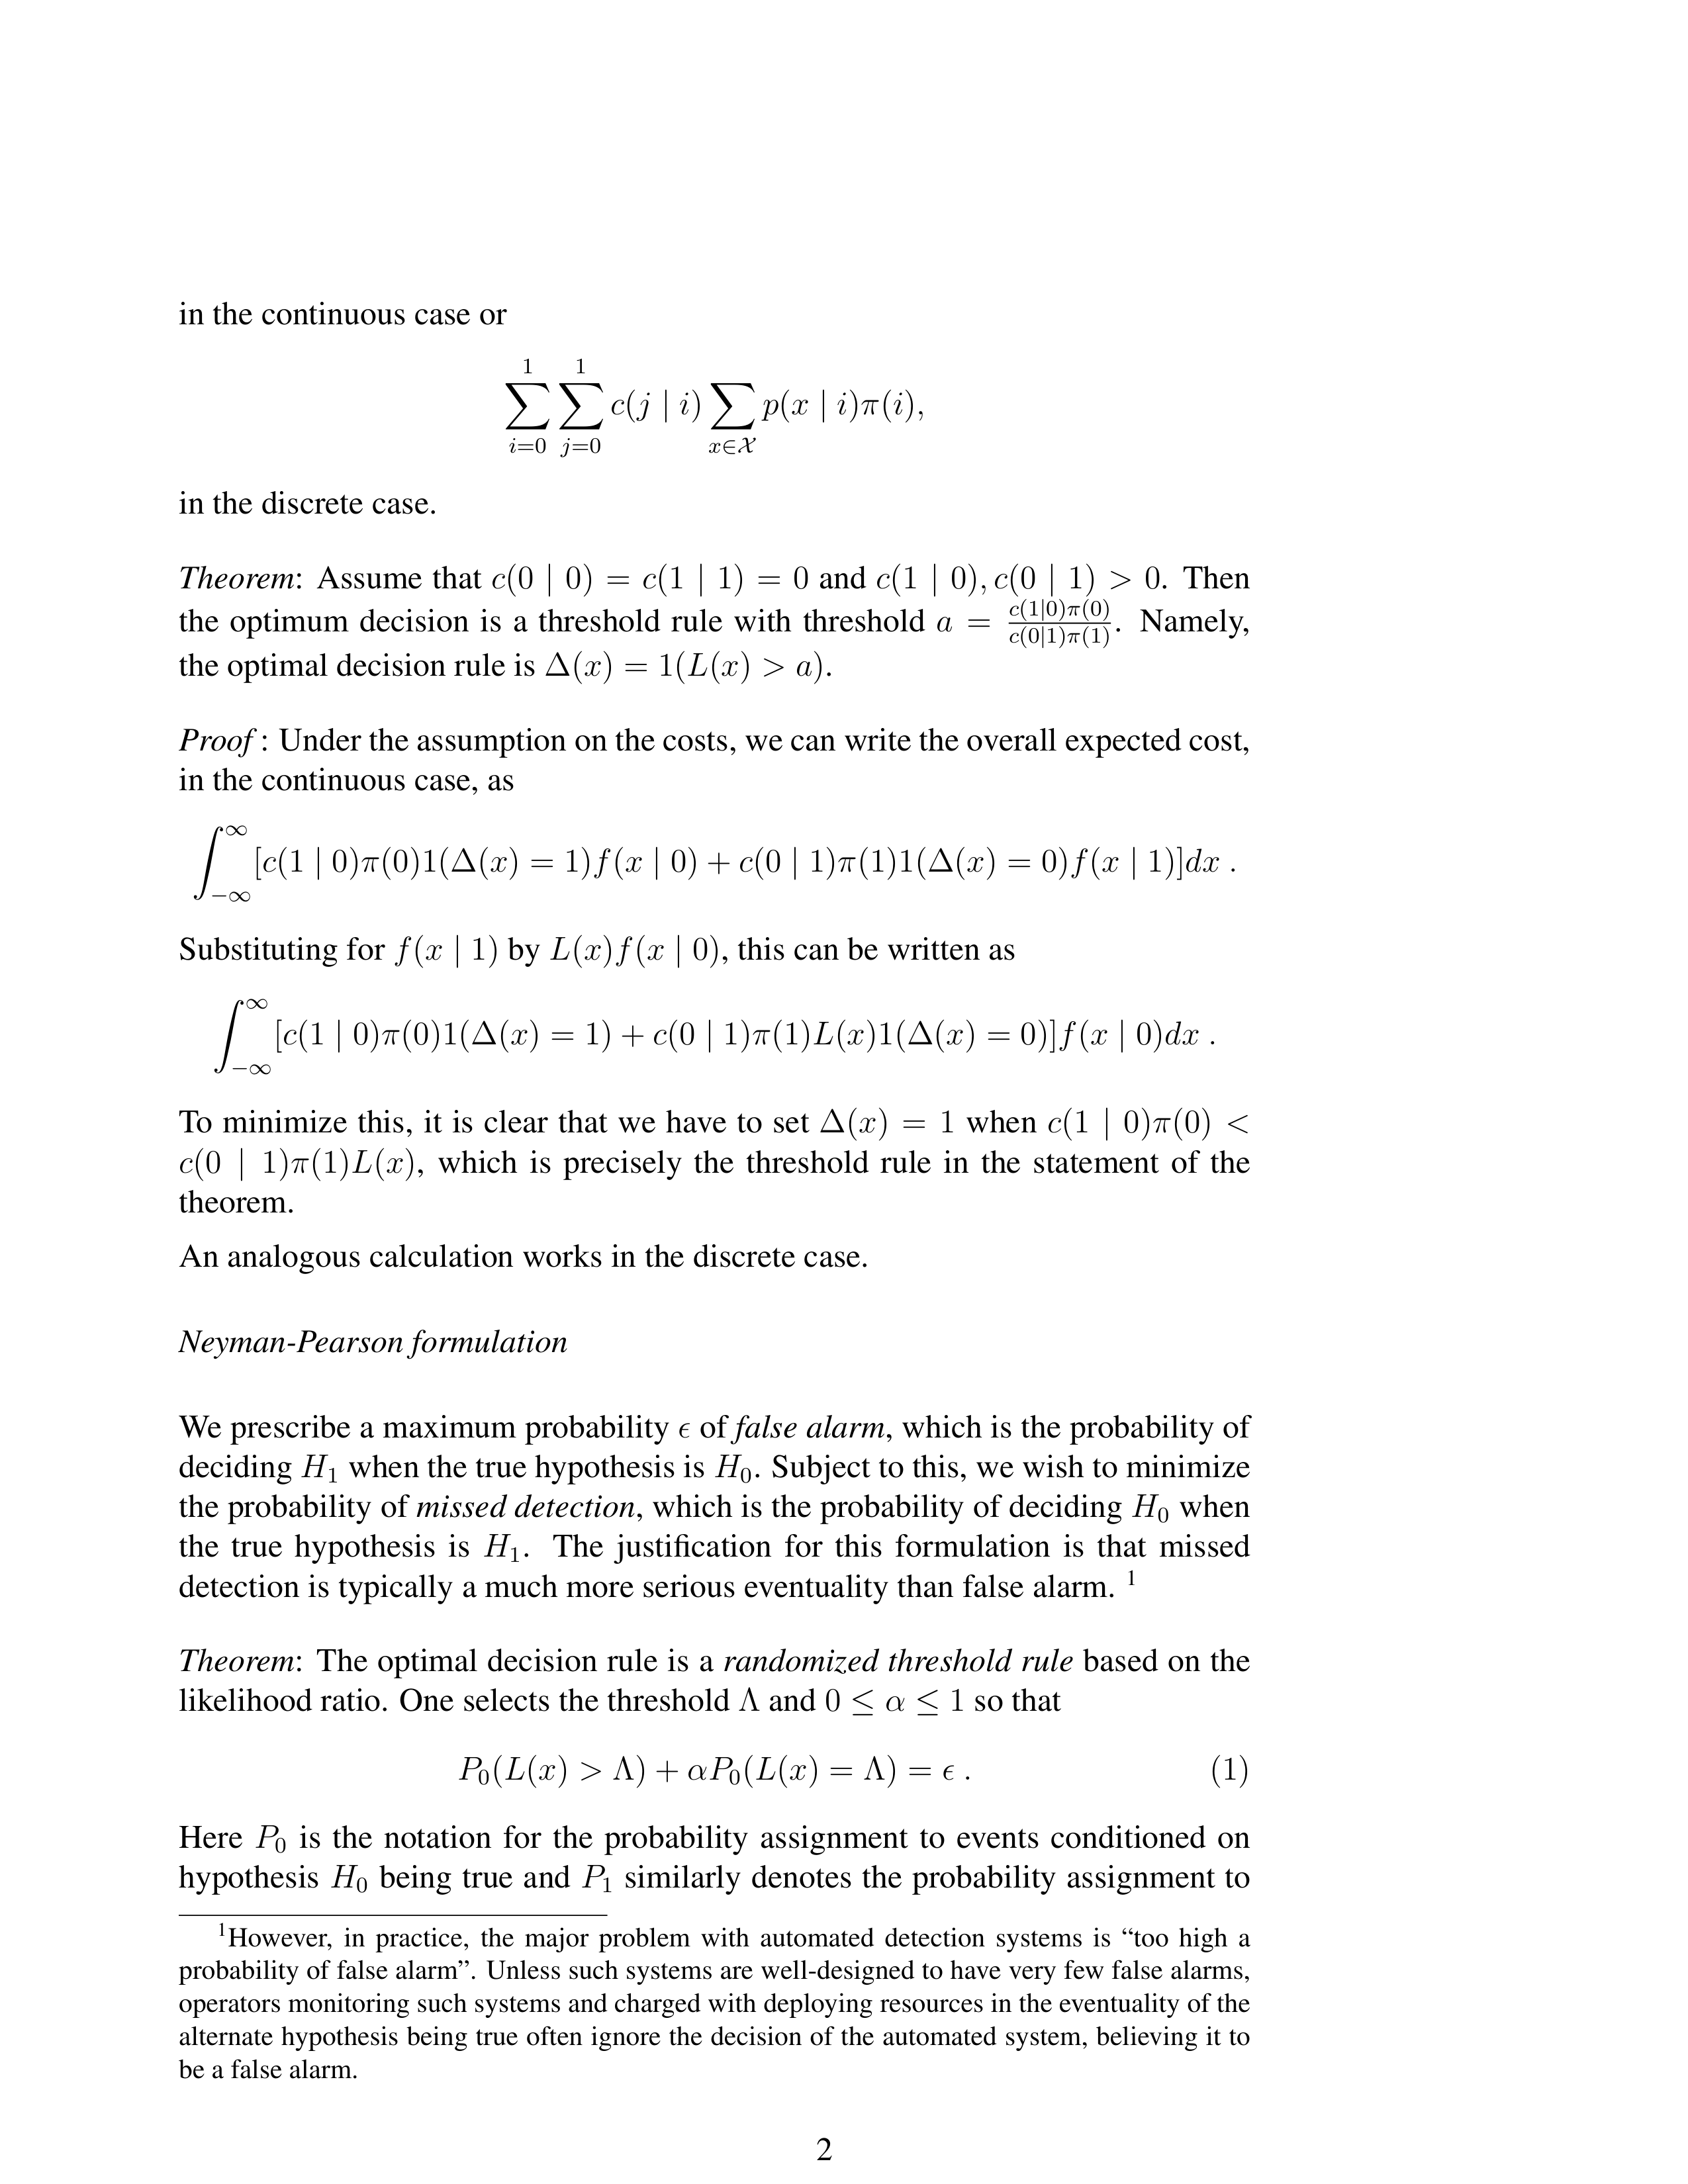 in the continuous case or
$$\sum_{i=0}^{1} \sum_{j=0}^{1} c(j \mid i) \sum_{x \in \mathcal{X}} p(x \mid i)\pi(i),$$
in the discrete case.
Theorem: Assume that $c(0 \mid 0) = c(1 \mid 1) = 0$ and $c(1 \mid 0), c(0 \mid 1) > 0$. Then
the optimum decision is a threshold rule with threshold $a = \frac{c(1|0)\pi(0)}{c(0|1)\pi(1)}$. Namely,
the optimal decision rule is $\Delta(x) = 1(L(x) > a)$.
Proof: Under the assumption on the costs, we can write the overall expected cost,
in the continuous case, as
$$\int_{-\infty}^{\infty} [c(1 \mid 0)\pi(0)1(\Delta(x) = 1)f(x \mid 0) + c(0 \mid 1)\pi(1)1(\Delta(x) = 0)f(x \mid 1)]dx .$$
Substituting for $f(x \mid 1)$ by $L(x)f(x \mid 0)$, this can be written as
$$\int_{-\infty}^{\infty} [c(1 \mid 0)\pi(0)1(\Delta(x) = 1) + c(0 \mid 1)\pi(1)L(x)1(\Delta(x) = 0)]f(x \mid 0)dx .$$
To minimize this, it is clear that we have to set $\Delta(x) = 1$ when $c(1 \mid 0)\pi(0) <$
$c(0 \mid 1)\pi(1)L(x)$, which is precisely the threshold rule in the statement of the
theorem.
An analogous calculation works in the discrete case.
Neyman-Pearson formulation
We prescribe a maximum probability $\epsilon$ of false alarm, which is the probability of
deciding $H_1$ when the true hypothesis is $H_0$. Subject to this, we wish to minimize
the probability of missed detection, which is the probability of deciding $H_0$ when
the true hypothesis is $H_1$. The justification for this formulation is that missed
detection is typically a much more serious eventuality than false alarm. $^1$
Theorem: The optimal decision rule is a randomized threshold rule based on the
likelihood ratio. One selects the threshold $\Lambda$ and $0 \leq \alpha \leq 1$ so that
$$P_0(L(x) > \Lambda) + \alpha P_0(L(x) = \Lambda) = \epsilon . \quad (1)$$
Here $P_0$ is the notation for the probability assignment to events conditioned on
hypothesis $H_0$ being true and $P_1$ similarly denotes the probability assignment to
$^1$However, in practice, the major problem with automated detection systems is “too high a
probability of false alarm”. Unless such systems are well-designed to have very few false alarms,
operators monitoring such systems and charged with deploying resources in the eventuality of the
alternate hypothesis being true often ignore the decision of the automated system, believing it to
be a false alarm.
2